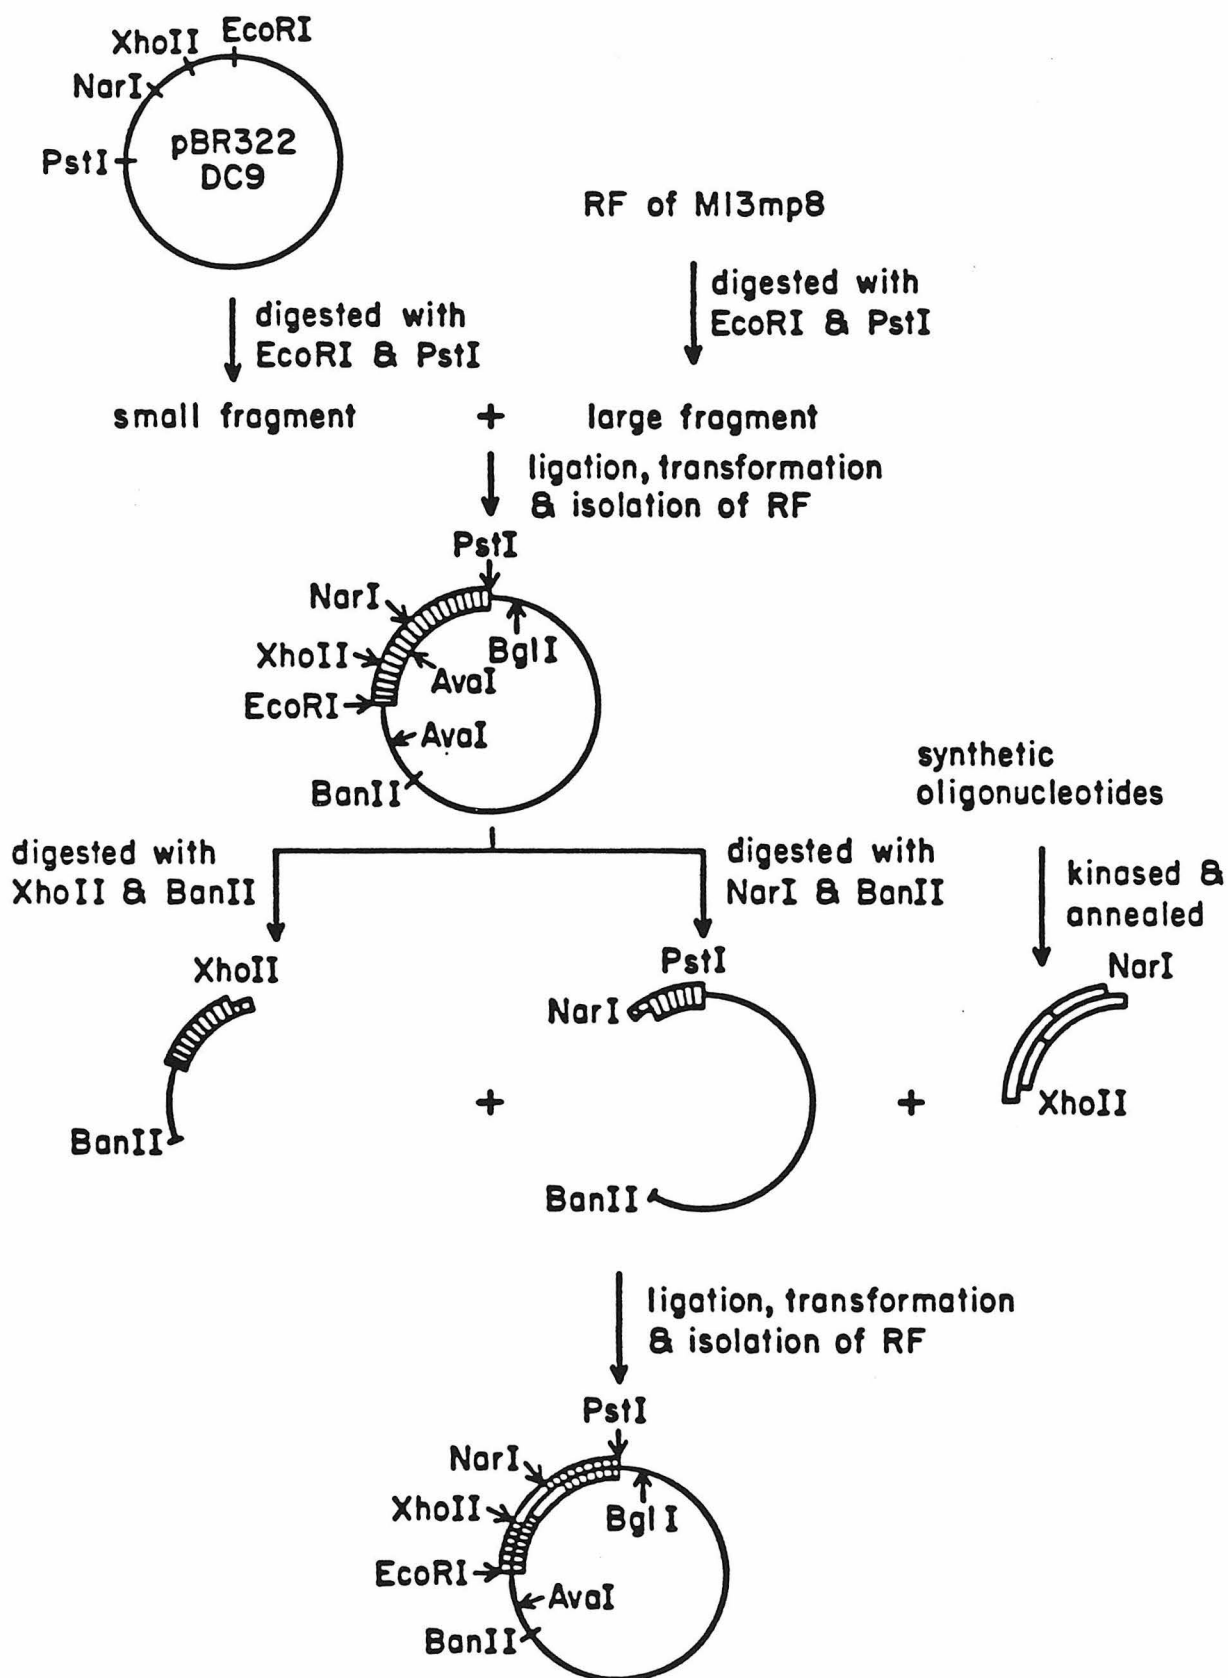 XhoII
EcoRI
NarI
PstI
pBR322
DC9
RF of M13mp8
digested with
EcoRI & PstI
digested with
EcoRI & PstI
small fragment
+
large fragment
ligation, transformation
& isolation of RF
PstI
NarI
BglI
XhoII
AvaI
EcoRI
AvaI
BanII
synthetic
oligonucleotides
digested with
XhoII & BanII
digested with
NarI & BanII
kinased &
annealed
XhoII
PstI
NarI
NarI
BanII
+
BanII
+
XhoII
ligation, transformation
& isolation of RF
PstI
NarI
XhoII
BglI
EcoRI
AvaI
BanII